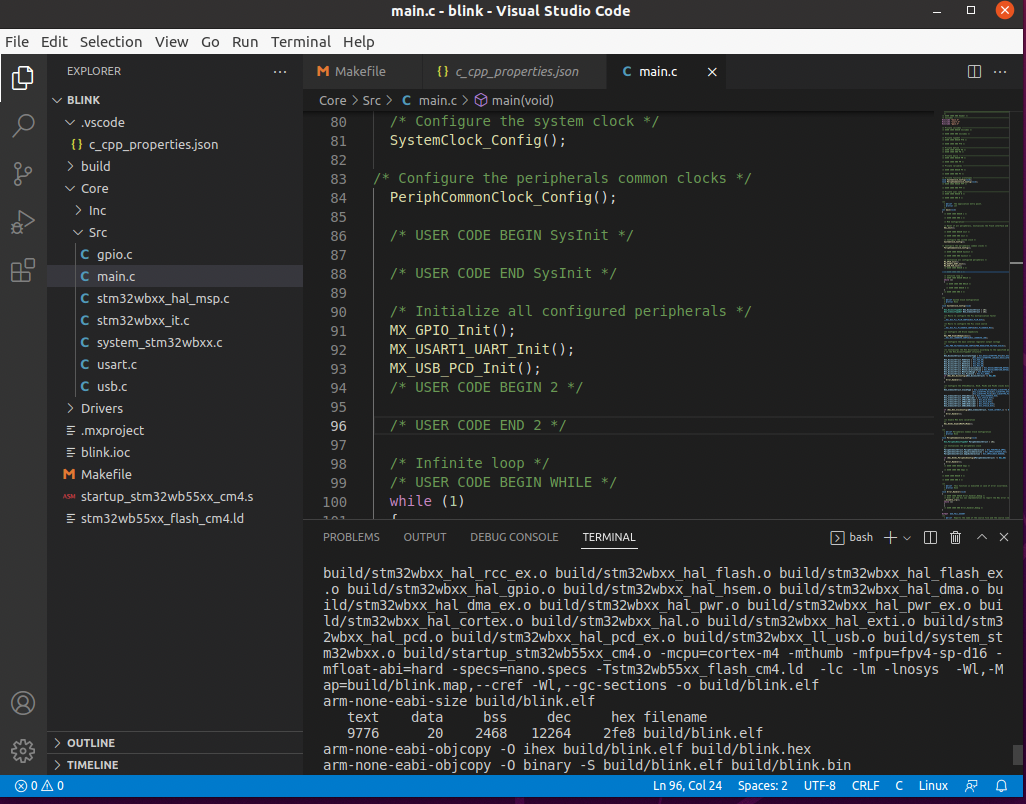 main.c - blink - Visual Studio Code
File Edit Selection View Go Run Terminal Help
EXPLORER
BLINK
.vscode
{} c_cpp_properties.json
build
Core
Inc
Src
C gpio.c
C main.c
C stm32wbxx_hal_msp.c
C stm32wbxx_it.c
C system_stm32wbxx.c
C usart.c
C usb.c
Drivers
.mxproject
blink.ioc
M Makefile
ASM startup_stm32wb55xx_cm4.s
stm32wb55xx_flash_cm4.ld
OUTLINE
TIMELINE
M Makefile {} c_cpp_properties.json C main.c
Core > Src > C main.c > main(void)
80 /* Configure the system clock */
81 SystemClock_Config();
82
83 /* Configure the peripherals common clocks */
84 PeriphCommonClock_Config();
85
86 /* USER CODE BEGIN SysInit */
87
88 /* USER CODE END SysInit */
89
90 /* Initialize all configured peripherals */
91 MX_GPIO_Init();
92 MX_USART1_UART_Init();
93 MX_USB_PCD_Init();
94 /* USER CODE BEGIN 2 */
95
96 /* USER CODE END 2 */
97
98 /* Infinite loop */
99 /* USER CODE BEGIN WHILE */
100 while (1)
101 {
PROBLEMS OUTPUT DEBUG CONSOLE TERMINAL bash
build/stm32wbxx_hal_rcc_ex.o build/stm32wbxx_hal_flash.o build/stm32wbxx_hal_flash_ex
.o build/stm32wbxx_hal_gpio.o build/stm32wbxx_hal_hsem.o build/stm32wbxx_hal_dma.o bu
ild/stm32wbxx_hal_dma_ex.o build/stm32wbxx_hal_pwr.o build/stm32wbxx_hal_pwr_ex.o bui
ld/stm32wbxx_hal_cortex.o build/stm32wbxx_hal.o build/stm32wbxx_hal_exti.o build/stm3
2wbxx_hal_pcd.o build/stm32wbxx_hal_pcd_ex.o build/stm32wbxx_ll_usb.o build/system_st
m32wbxx.o build/startup_stm32wb55xx_cm4.o -mcpu=cortex-m4 -mthumb -mfpu=fpv4-sp-d16 -
mfloat-abi=hard -specs=nano.specs -Tstm32wb55xx_flash_cm4.ld  -lc -lm -lnosys  -Wl,-M
ap=build/blink.map,--cref -Wl,--gc-sections -o build/blink.elf
arm-none-eabi-size build/blink.elf
text data bss dec hex filename
9776 20 2468 12264 2fe8 build/blink.elf
arm-none-eabi-objcopy -O ihex build/blink.elf build/blink.hex
arm-none-eabi-objcopy -O binary -S build/blink.elf build/blink.bin
0 0 Ln 96, Col 24 Spaces: 2 UTF-8 CRLF C Linux